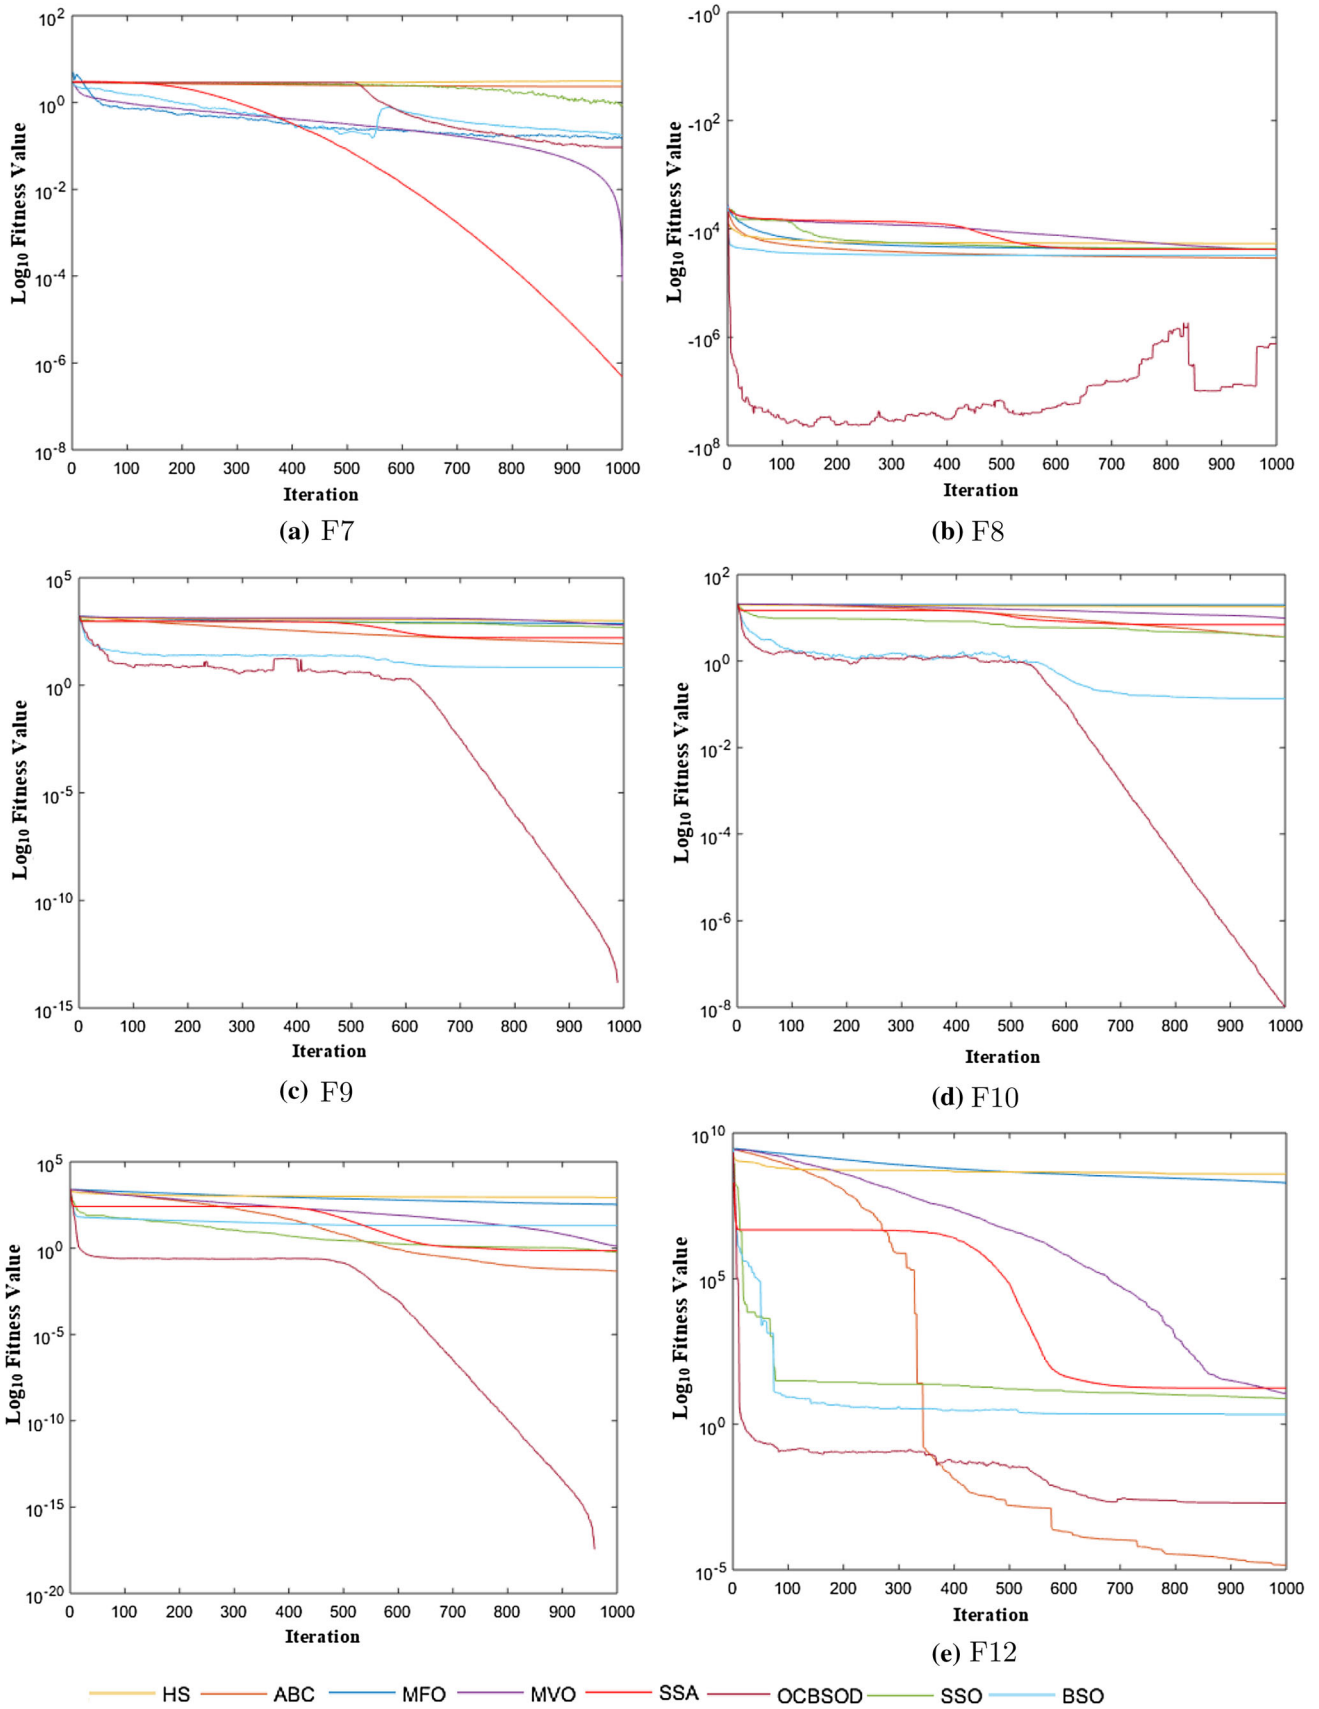 10^2
10^0
10^-2
10^-4
10^-6
10^-8
Log10 Fitness Value
0 100 200 300 400 500 600 700 800 900 1000
Iteration
(a) F7
-10^0
-10^2
-10^4
-10^6
-10^8
Log10 Fitness Value
0 100 200 300 400 500 600 700 800 900 1000
Iteration
(b) F8
10^5
10^0
10^-5
10^-10
10^-15
Log10 Fitness Value
0 100 200 300 400 500 600 700 800 900 1000
Iteration
(c) F9
10^2
10^0
10^-2
10^-4
10^-6
10^-8
Log10 Fitness Value
0 100 200 300 400 500 600 700 800 900 1000
Iteration
(d) F10
10^5
10^0
10^-5
10^-10
10^-15
10^-20
Log10 Fitness Value
0 100 200 300 400 500 600 700 800 900 1000
Iteration
10^10
10^5
10^0
10^-5
Log10 Fitness Value
0 100 200 300 400 500 600 700 800 900 1000
Iteration
(e) F12
HS ABC MFO MVO SSA OCBSOD SSO BSO